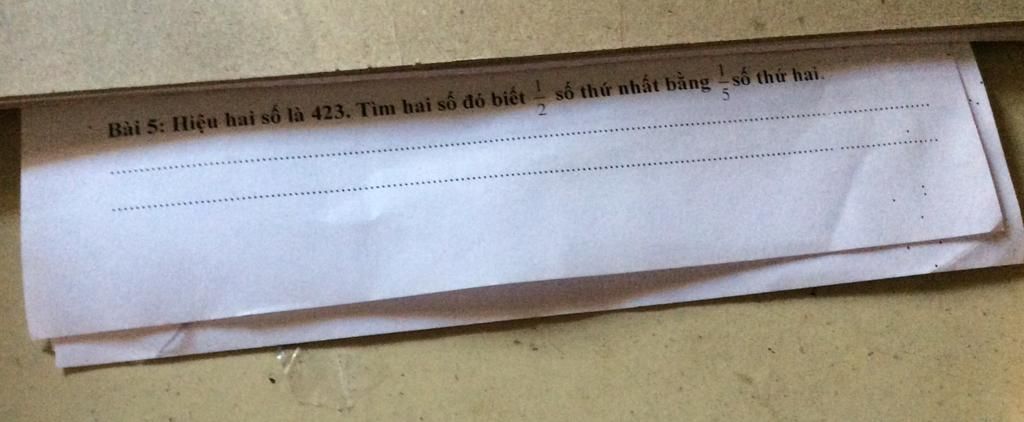 Bài 5: Hiệu hai số là 423. Tìm hai số đó biết 1/2 số thứ nhất bằng 1/5 số thứ hai.